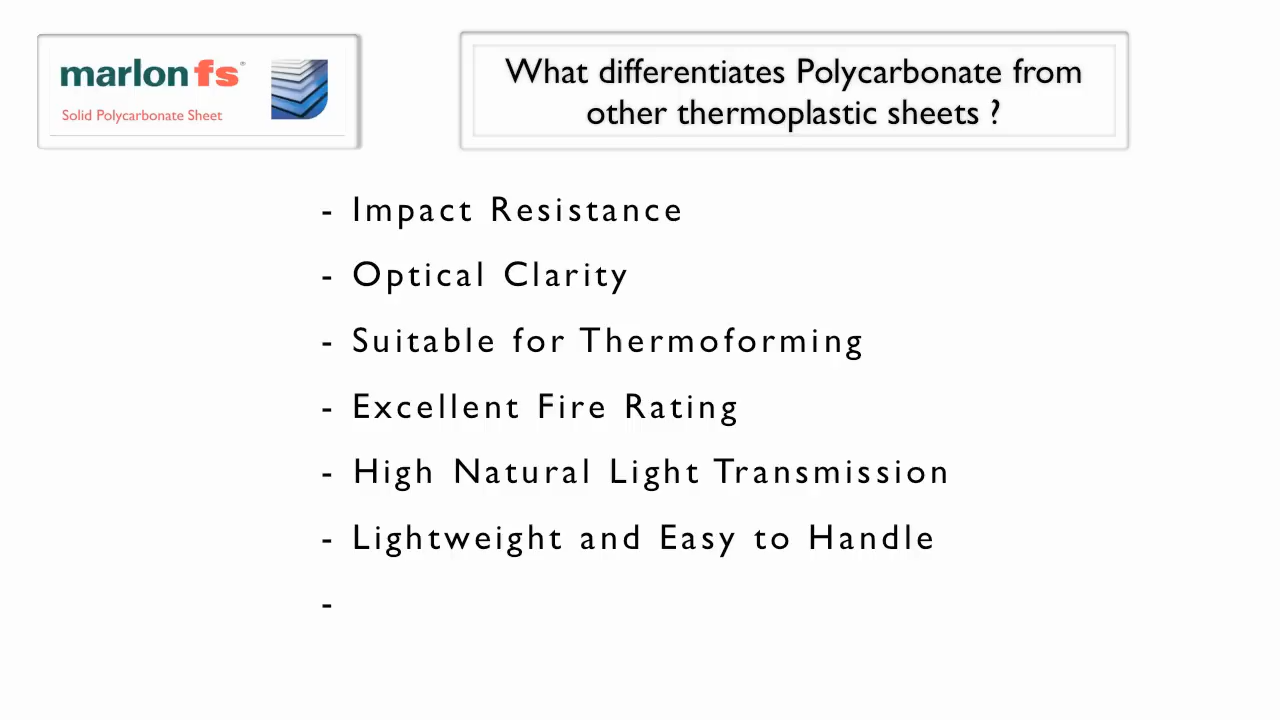 marlon fs®
Solid Polycarbonate Sheet
What differentiates Polycarbonate from
other thermoplastic sheets ?
- Impact Resistance
- Optical Clarity
- Suitable for Thermoforming
- Excellent Fire Rating
- High Natural Light Transmission
- Lightweight and Easy to Handle
-